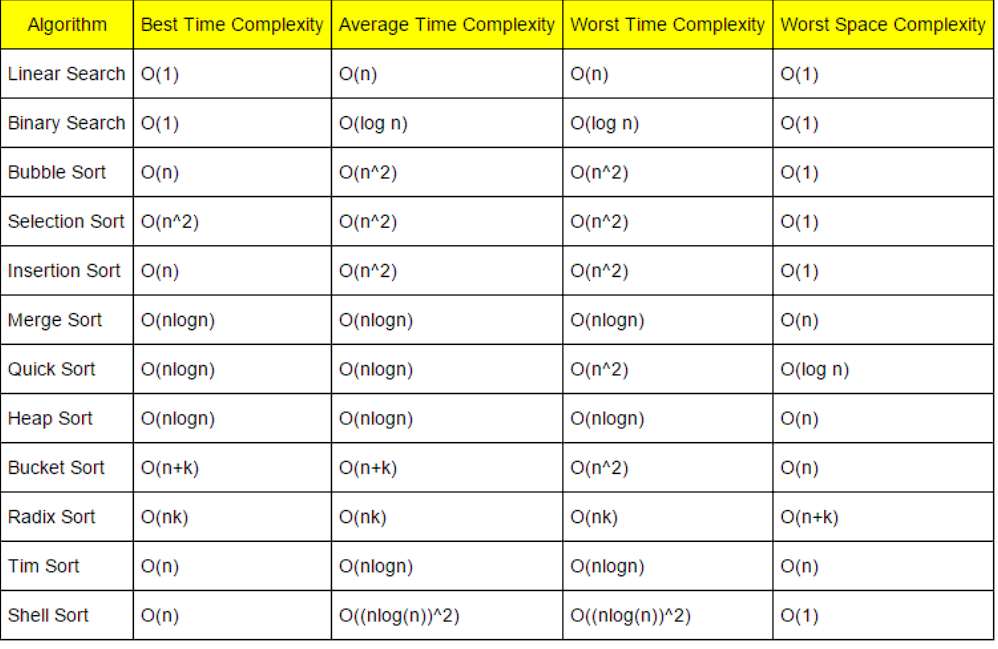 Algorithm Best Time Complexity Average Time Complexity Worst Time Complexity Worst Space Complexity
Linear Search O(1) O(n) O(n) O(1)
Binary Search O(1) O(log n) O(log n) O(1)
Bubble Sort O(n) O(n^2) O(n^2) O(1)
Selection Sort O(n^2) O(n^2) O(n^2) O(1)
Insertion Sort O(n) O(n^2) O(n^2) O(1)
Merge Sort O(nlogn) O(nlogn) O(nlogn) O(n)
Quick Sort O(nlogn) O(nlogn) O(n^2) O(log n)
Heap Sort O(nlogn) O(nlogn) O(nlogn) O(n)
Bucket Sort O(n+k) O(n+k) O(n^2) O(n)
Radix Sort O(nk) O(nk) O(nk) O(n+k)
Tim Sort O(n) O(nlogn) O(nlogn) O(n)
Shell Sort O(n) O((nlog(n))^2) O((nlog(n))^2) O(1)